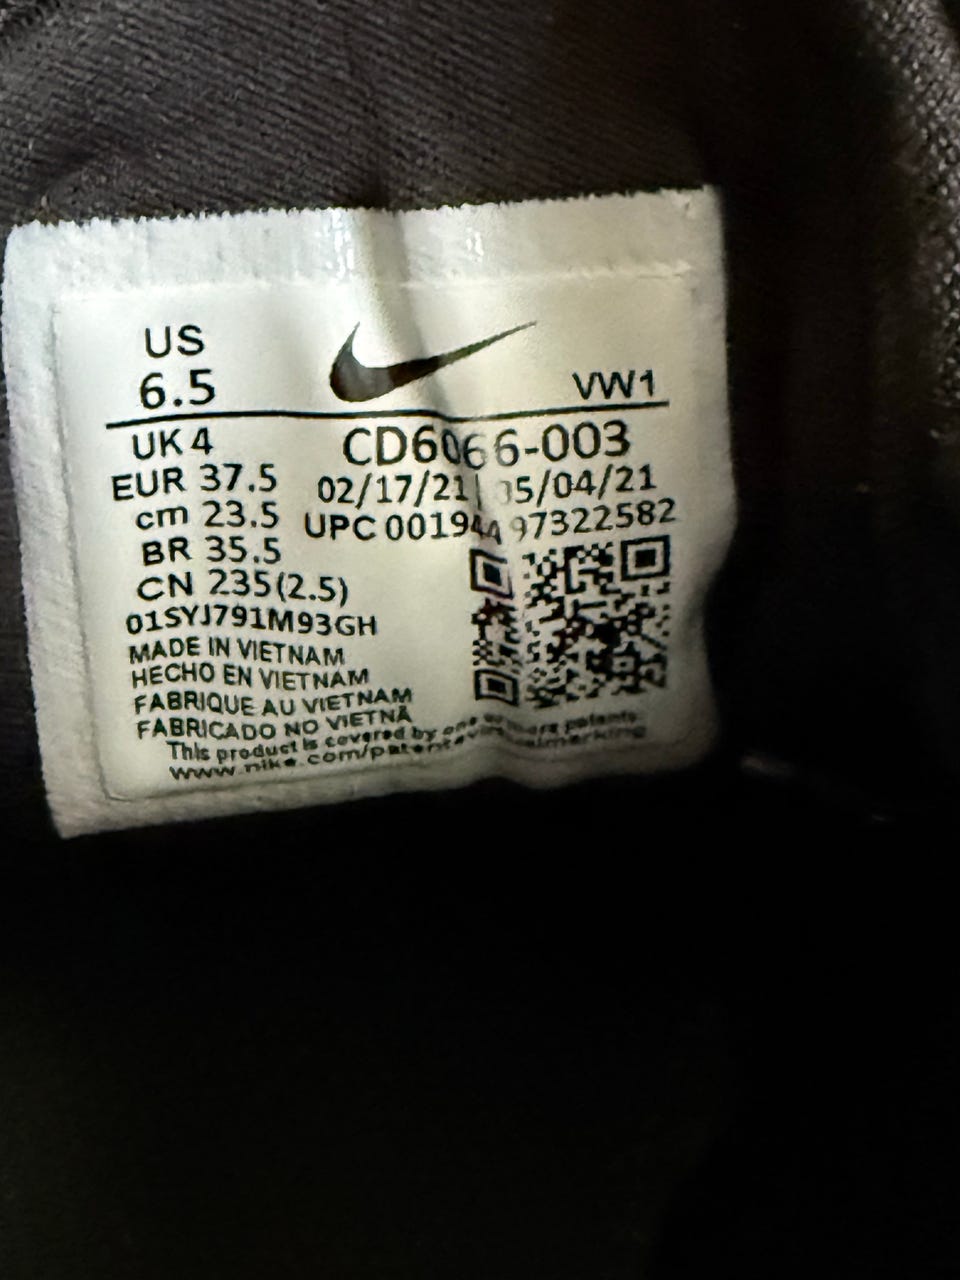 US
6.5
VW1
UK 4
CD6066-003
EUR 37.5
02/17/21 05/04/21
cm 23.5
UPC 00194497322582
BR 35.5
CN 235(2.5)
01SYJ791M93GH
MADE IN VIETNAM
HECHO EN VIETNAM
FABRIQUE AU VIETNAM
FABRICADO NO VIETNÃ
This product is covered by one or more patents
www.nike.com/patents